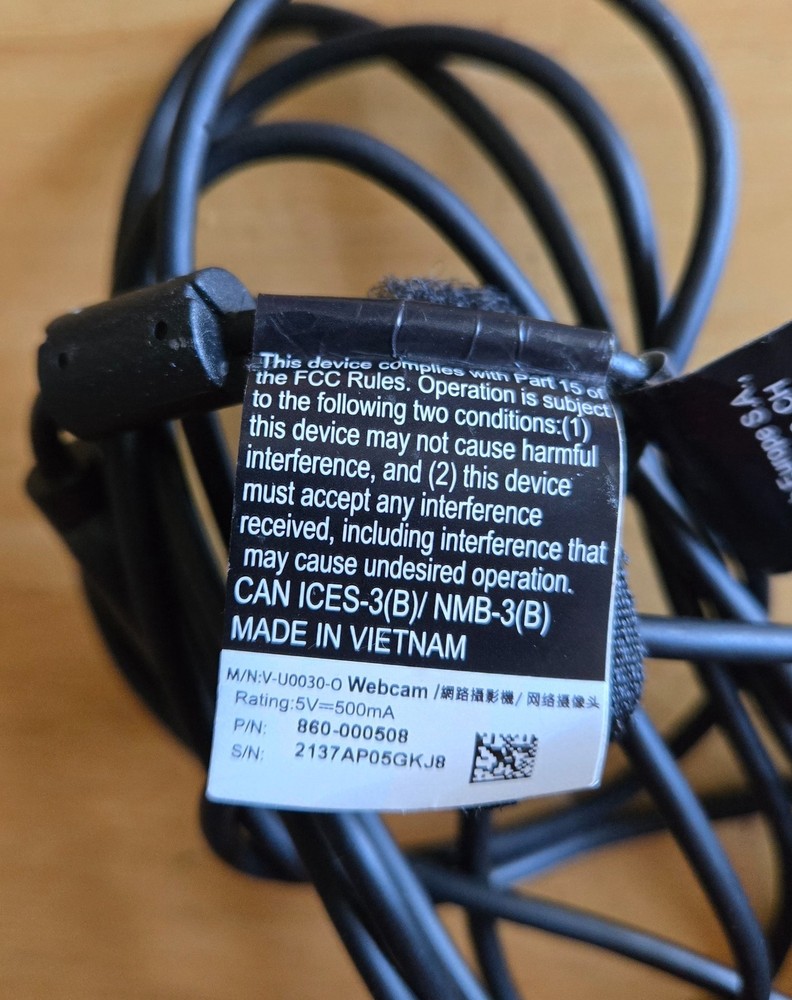 This device complies with Part 15 of
the FCC Rules. Operation is subject
to the following two conditions:(1)
this device may not cause harmful
interference, and (2) this device
must accept any interference
received, including interference that
may cause undesired operation.
CAN ICES-3(B)/ NMB-3(B)
MADE IN VIETNAM
M/N:V-U0030-O Webcam /網路攝影機/ 网络摄像头
Rating:5V⎓500mA
P/N: 860-000508
S/N: 2137AP05GKJ8
Europe S.A.,
CH